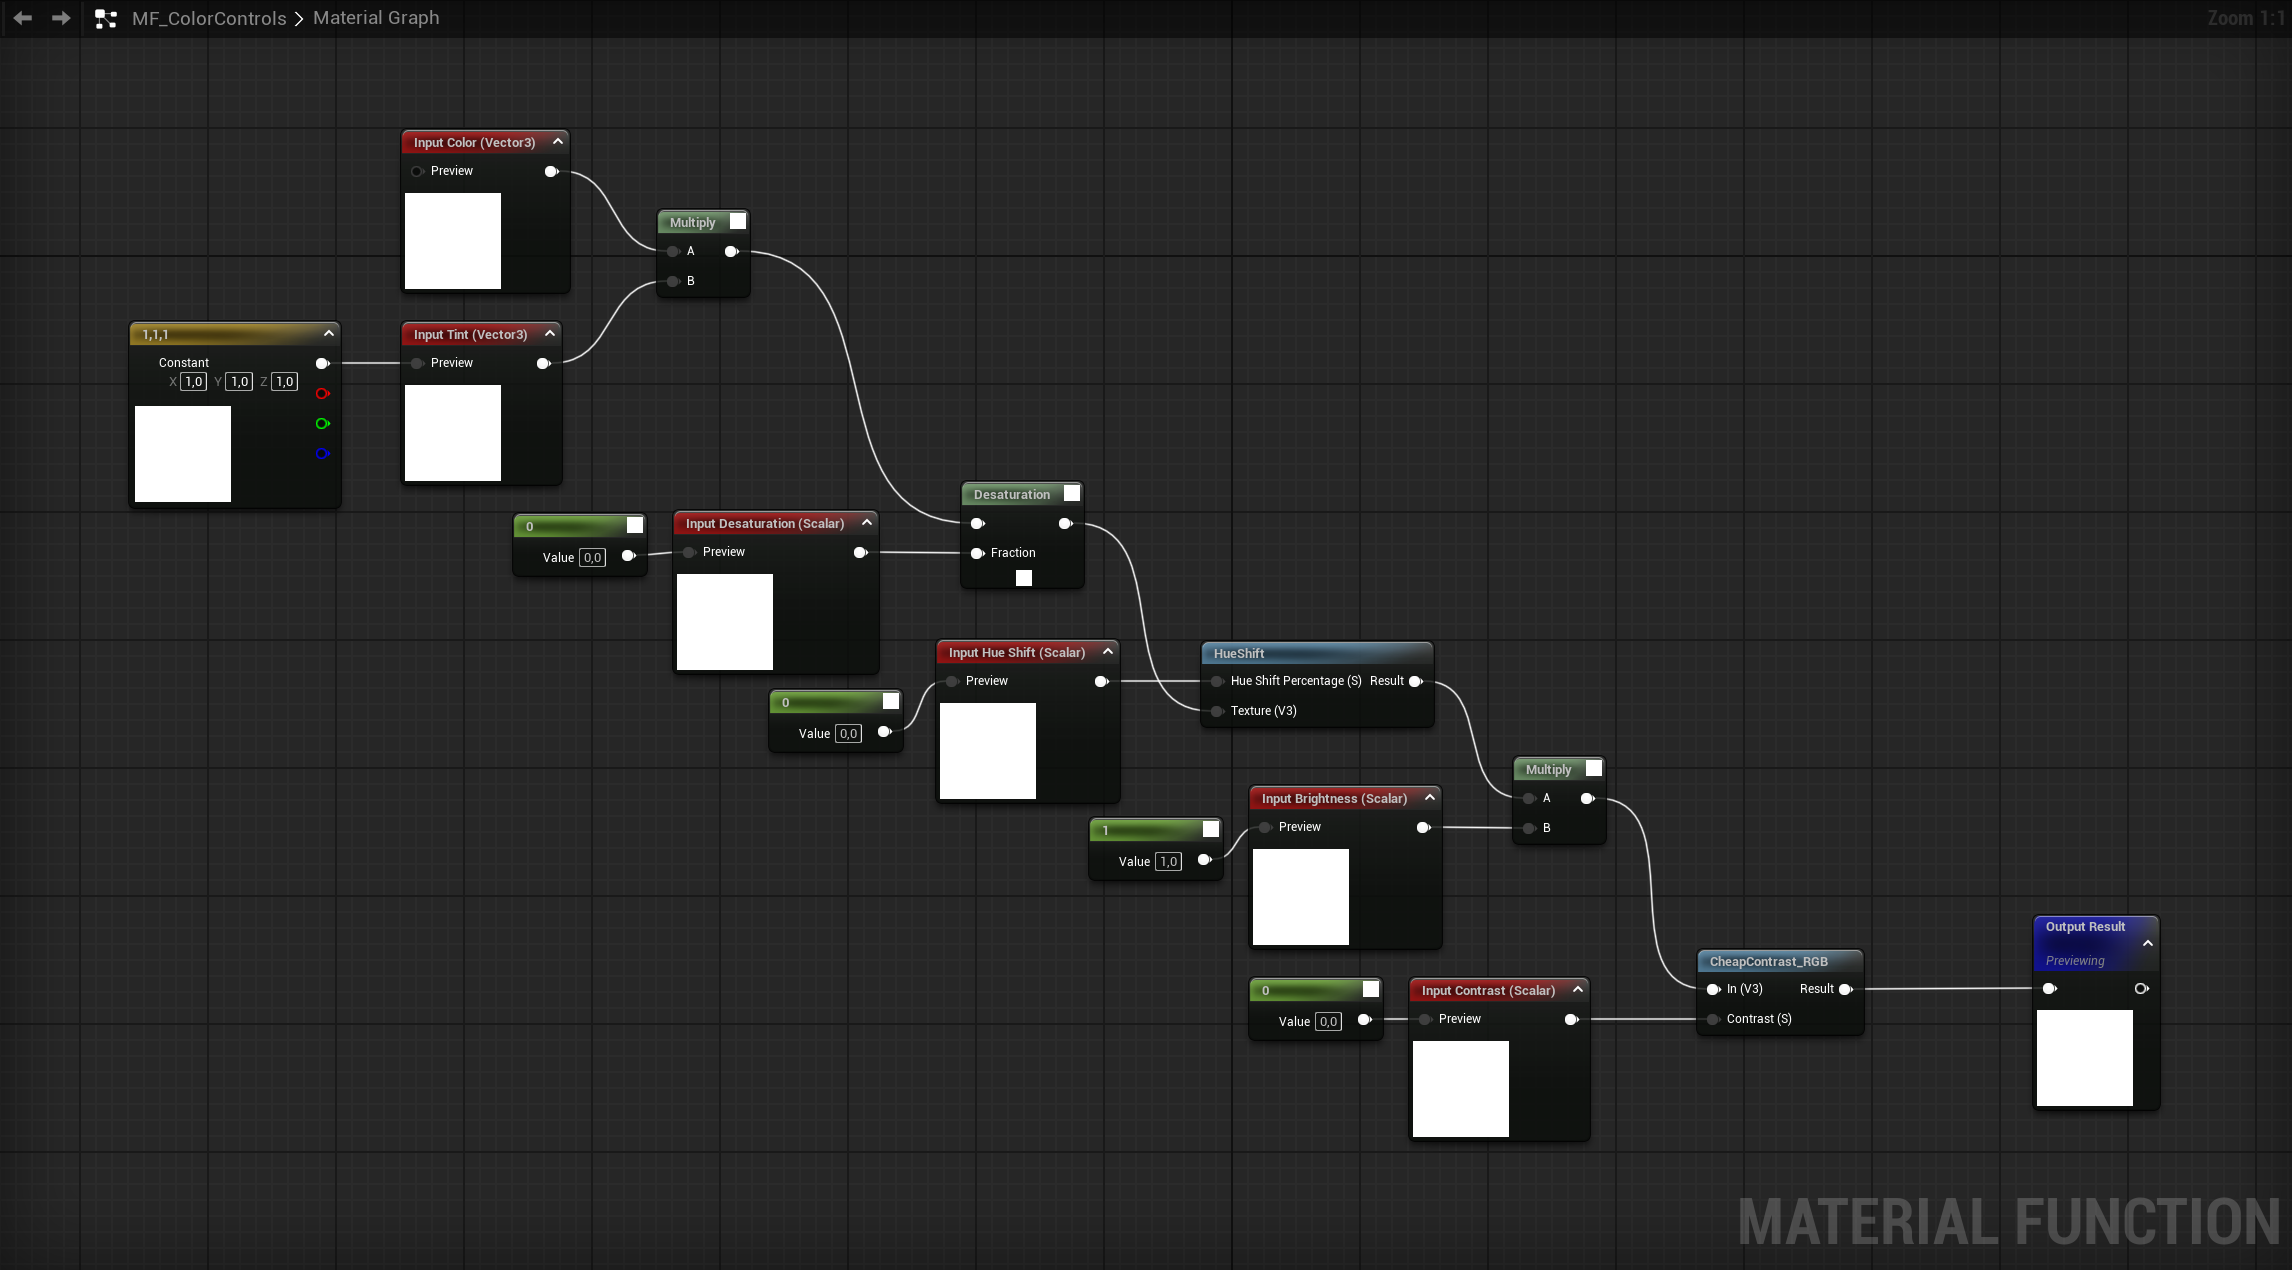 MF_ColorControls > Material Graph
Zoom 1:1
Input Color (Vector3)
Preview
Multiply
A
B
1,1,1
Constant
X 1,0 Y 1,0 Z 1,0
Input Tint (Vector3)
Preview
Desaturation
Fraction
0
Value 0,0
Input Desaturation (Scalar)
Preview
Input Hue Shift (Scalar)
Preview
0
Value 0,0
HueShift
Hue Shift Percentage (S) Result
Texture (V3)
Multiply
A
B
Input Brightness (Scalar)
Preview
1
Value 1,0
Output Result
Previewing
CheapContrast_RGB
In (V3) Result
Contrast (S)
0
Value 0,0
Input Contrast (Scalar)
Preview
MATERIAL FUNCTION